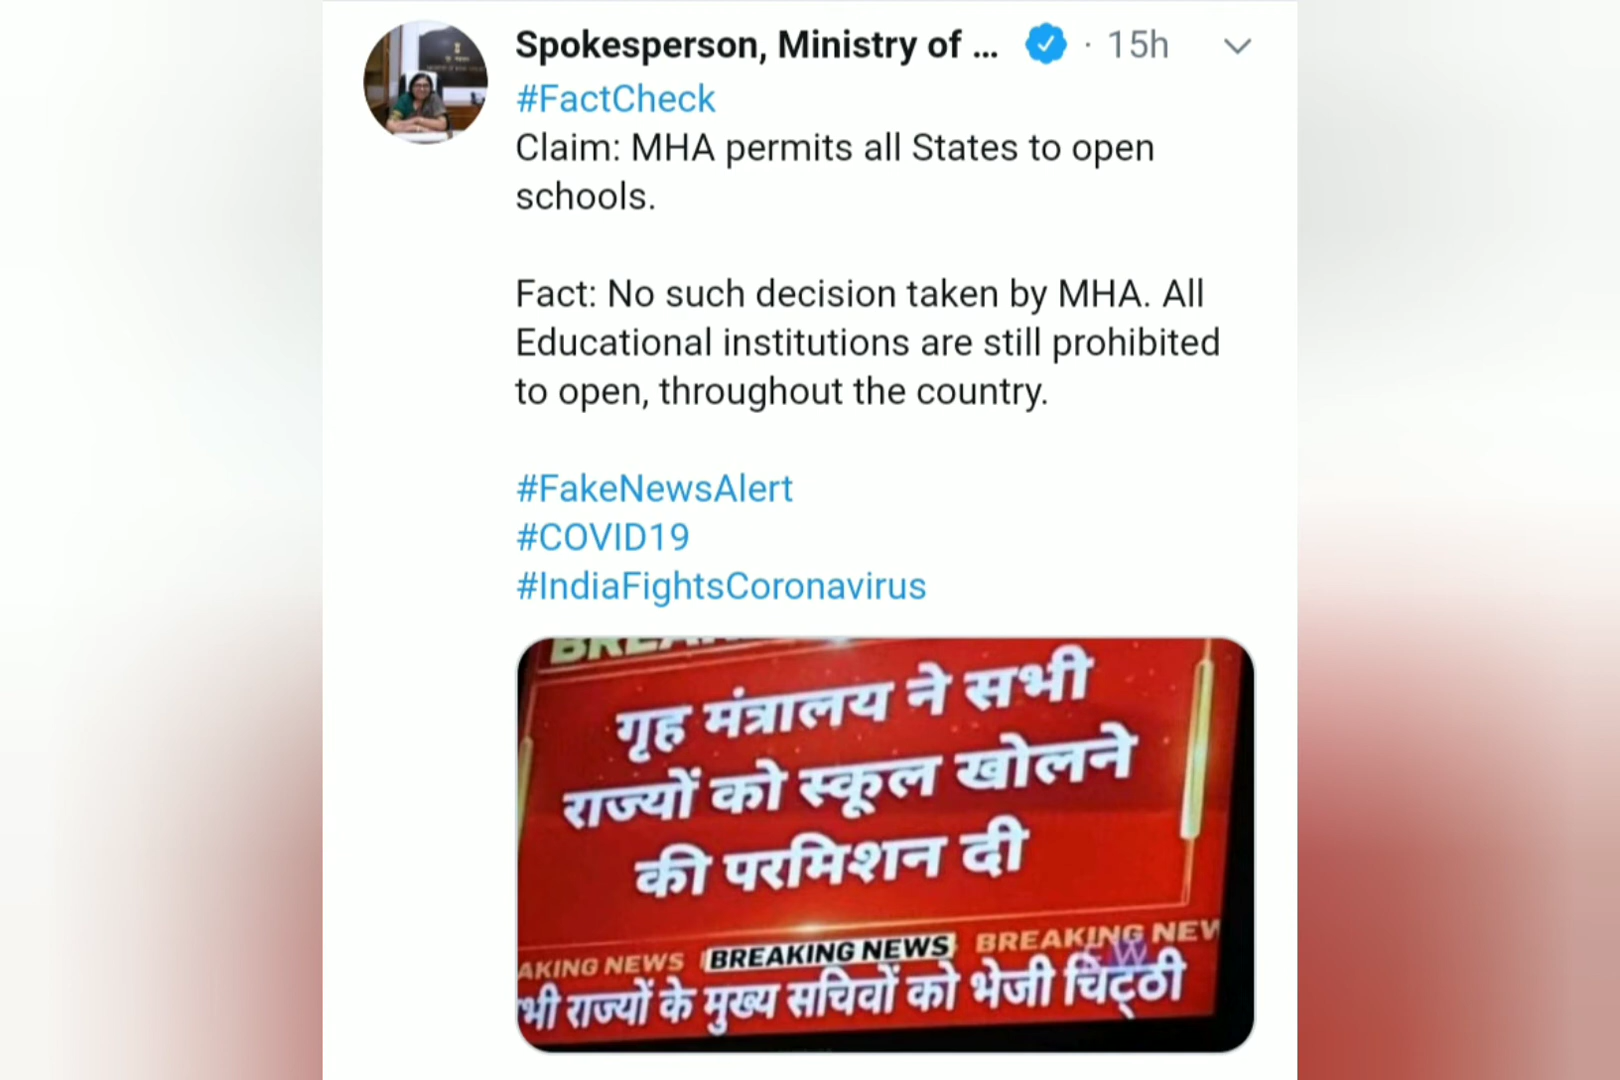 Spokesperson, Ministry of ... · 15h
#FactCheck
Claim: MHA permits all States to open
schools.
Fact: No such decision taken by MHA. All
Educational institutions are still prohibited
to open, throughout the country.
#FakeNewsAlert
#COVID19
#IndiaFightsCoronavirus
गृह मंत्रालय ने सभी
राज्यों को स्कूल खोलने
की परमिशन दी
AKING NEWS BREAKING NEWS BREAKING NEW
भी राज्यों के मुख्य सचिवों को भेजी चिट्ठी